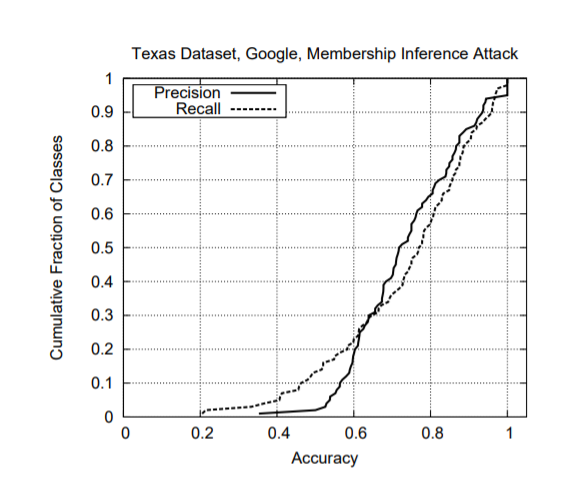 Texas Dataset, Google, Membership Inference Attack
Precision
Recall
Cumulative Fraction of Classes
1
0.9
0.8
0.7
0.6
0.5
0.4
0.3
0.2
0.1
0
0 0.2 0.4 0.6 0.8 1
Accuracy